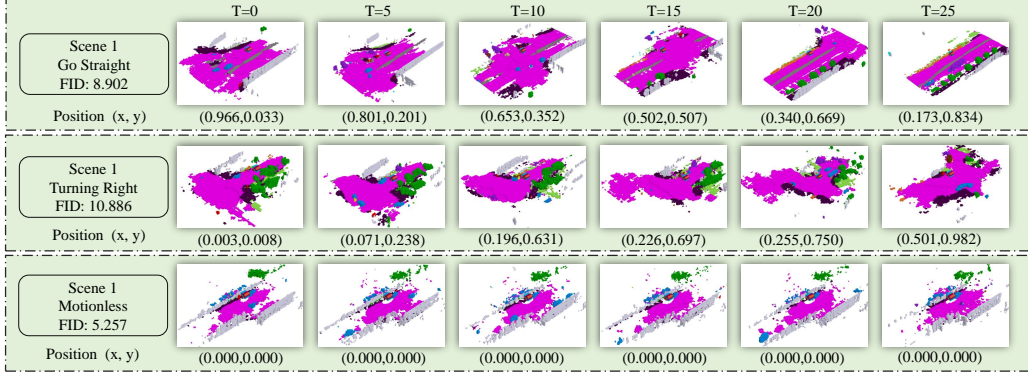 T=0 T=5 T=10 T=15 T=20 T=25
Scene 1
Go Straight
FID: 8.902
Position (x, y) (0.966,0.033) (0.801,0.201) (0.653,0.352) (0.502,0.507) (0.340,0.669) (0.173,0.834)
Scene 1
Turning Right
FID: 10.886
Position (x, y) (0.003,0.008) (0.071,0.238) (0.196,0.631) (0.226,0.697) (0.255,0.750) (0.501,0.982)
Scene 1
Motionless
FID: 5.257
Position (x, y) (0.000,0.000) (0.000,0.000) (0.000,0.000) (0.000,0.000) (0.000,0.000) (0.000,0.000)